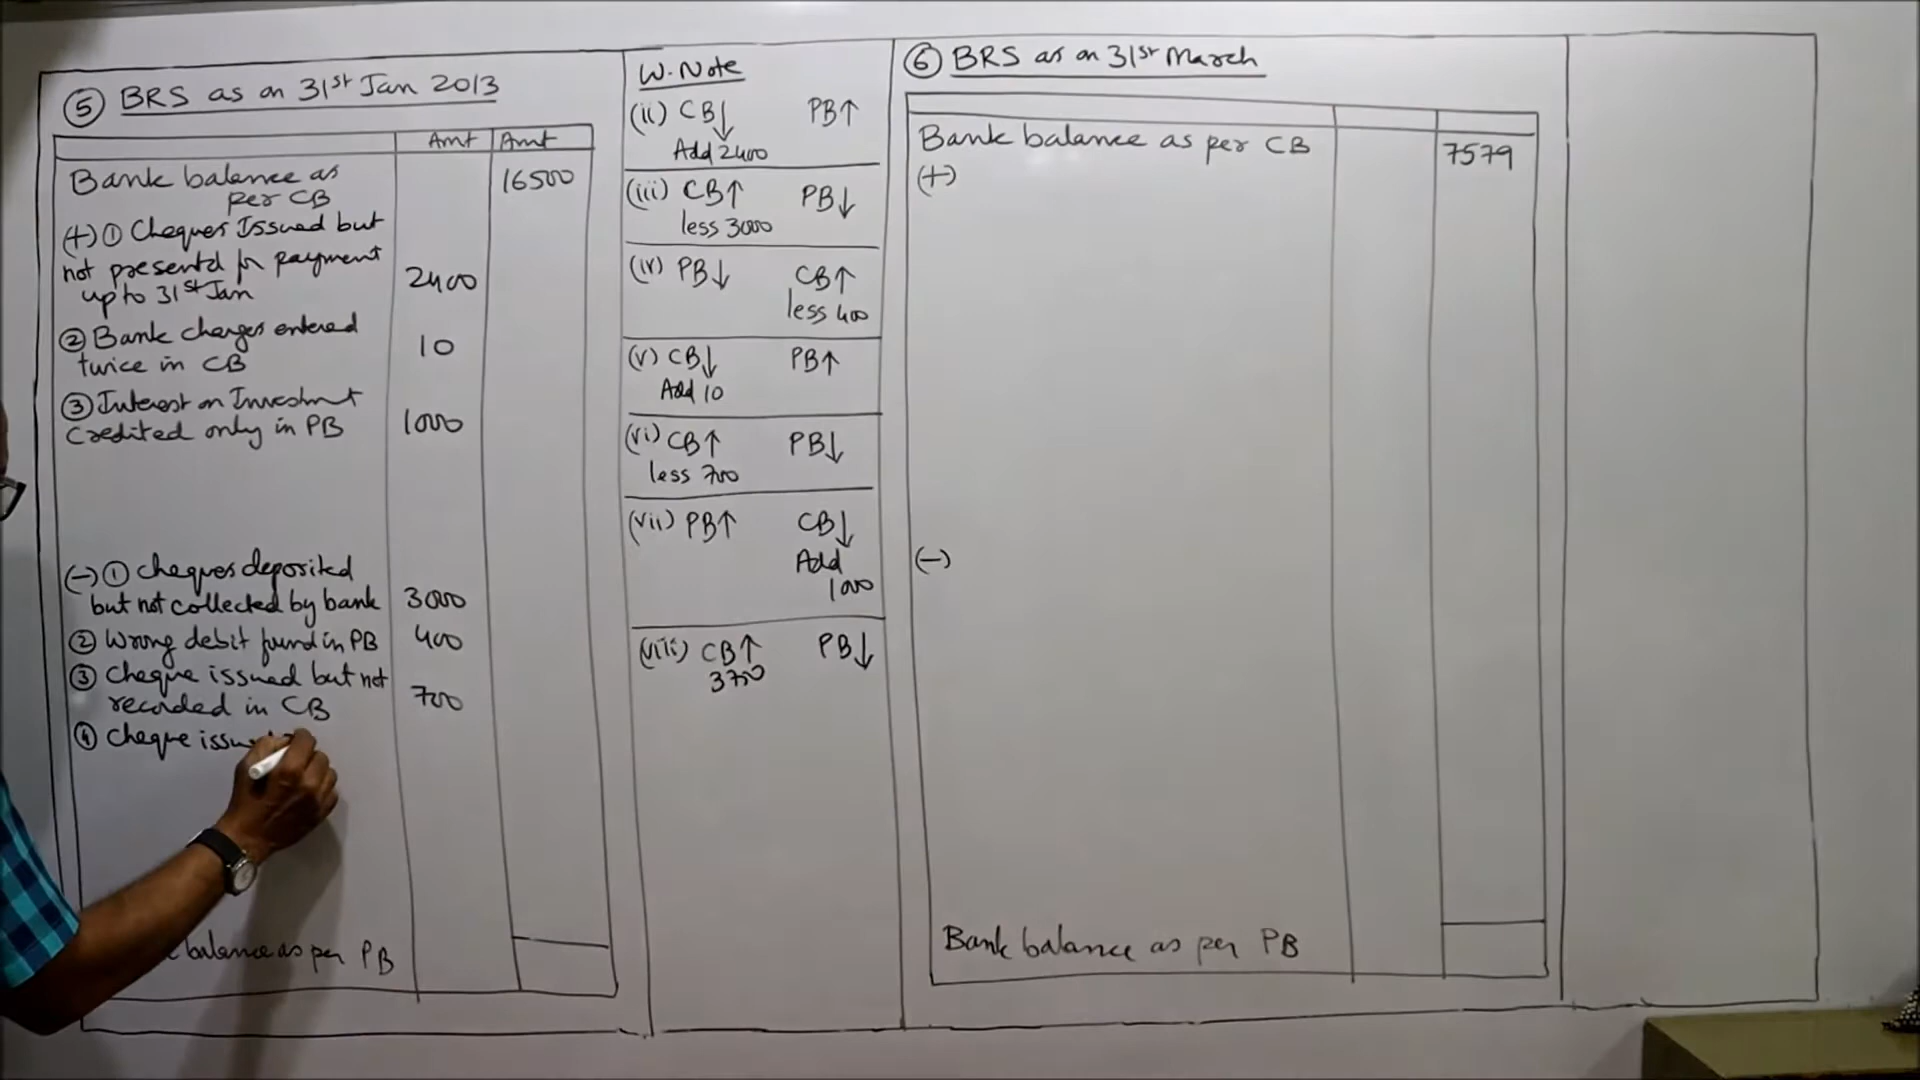 ⑤ BRS as on 31st Jan 2013
Amt Amt
Bank balance as 16500
per CB
(+) ① Cheques Issued but
not presentd for payment
upto 31st Jan 2400
② Bank charges entered
twice in CB 10
③ Interest on Investment
credited only in PB 1000
(-) ① cheques deposited
but not collected by bank 3000
② Wrong debit found in PB 400
③ Cheque issued but not
recorded in CB 700
④ Cheque
balance as per PB
W. Note
(ii) CB↓ PB↑
Add 2400
(iii) CB↑ PB↓
less 3000
(iv) PB↓ CB↑
less 400
(v) CB↓ PB↑
Add 10
(vi) CB↑ PB↓
less 700
(vii) PB↑ CB↓
Add
1000
(viii) CB↑ PB↓
3700
⑥ BRS as on 31st March
Bank balance as per CB 7579
(+)
(-)
Bank balance as per PB